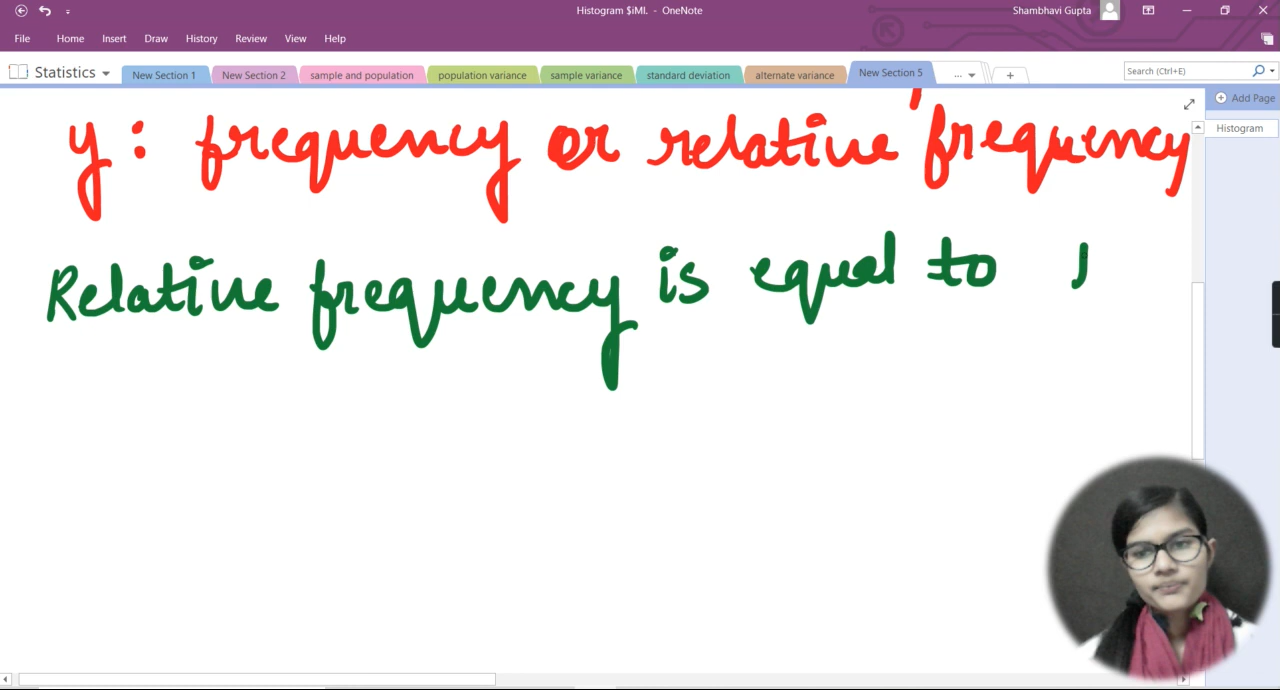 Histogram $iMl. - OneNote
Shambhavi Gupta
File Home Insert Draw History Review View Help
Statistics
New Section 1 New Section 2 sample and population population variance sample variance standard deviation alternate variance New Section 5 ... +
Search (Ctrl+E)
Add Page
Histogram
y: frequency or relative frequency
Relative frequency is equal to